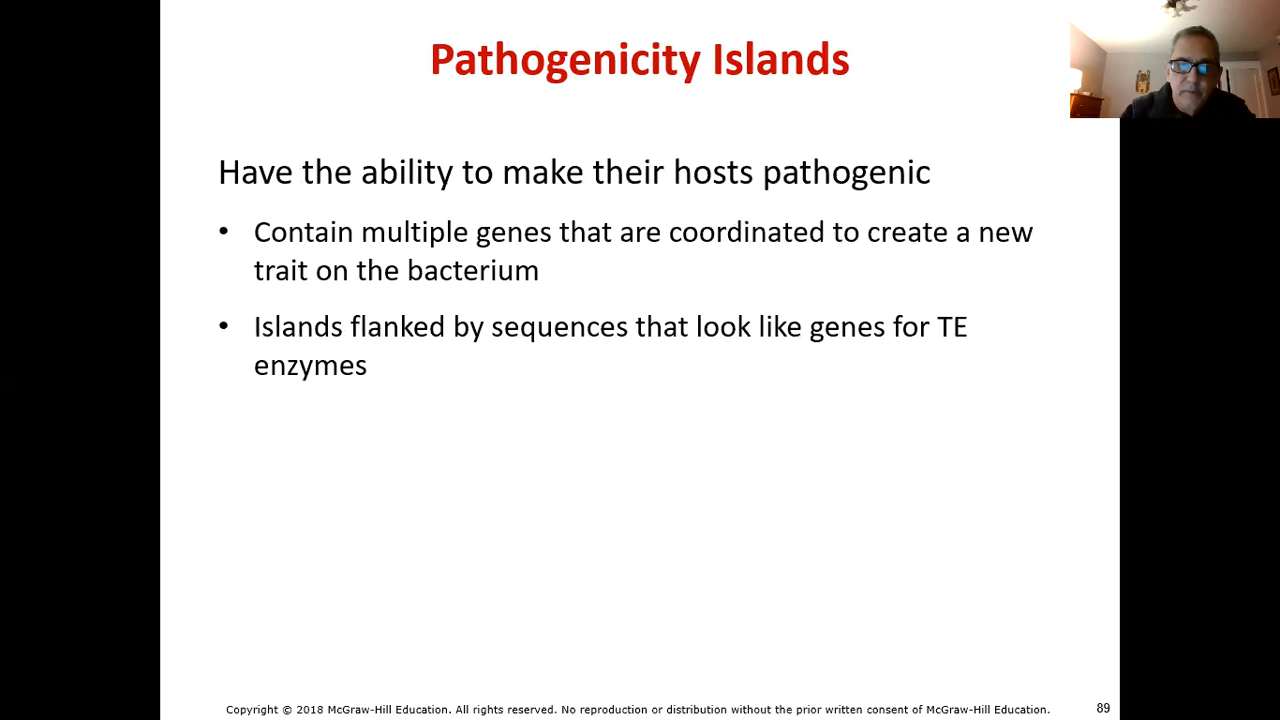 Pathogenicity Islands
Have the ability to make their hosts pathogenic
• Contain multiple genes that are coordinated to create a new
trait on the bacterium
• Islands flanked by sequences that look like genes for TE
enzymes
Copyright © 2018 McGraw-Hill Education. All rights reserved. No reproduction or distribution without the prior written consent of McGraw-Hill Education.
89